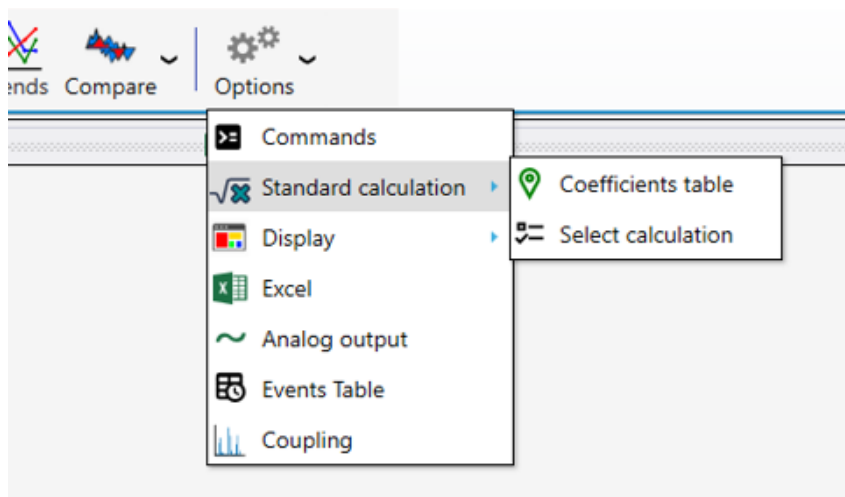 ends Compare Options
Commands
Standard calculation
Coefficients table
Display
Select calculation
Excel
Analog output
Events Table
Coupling